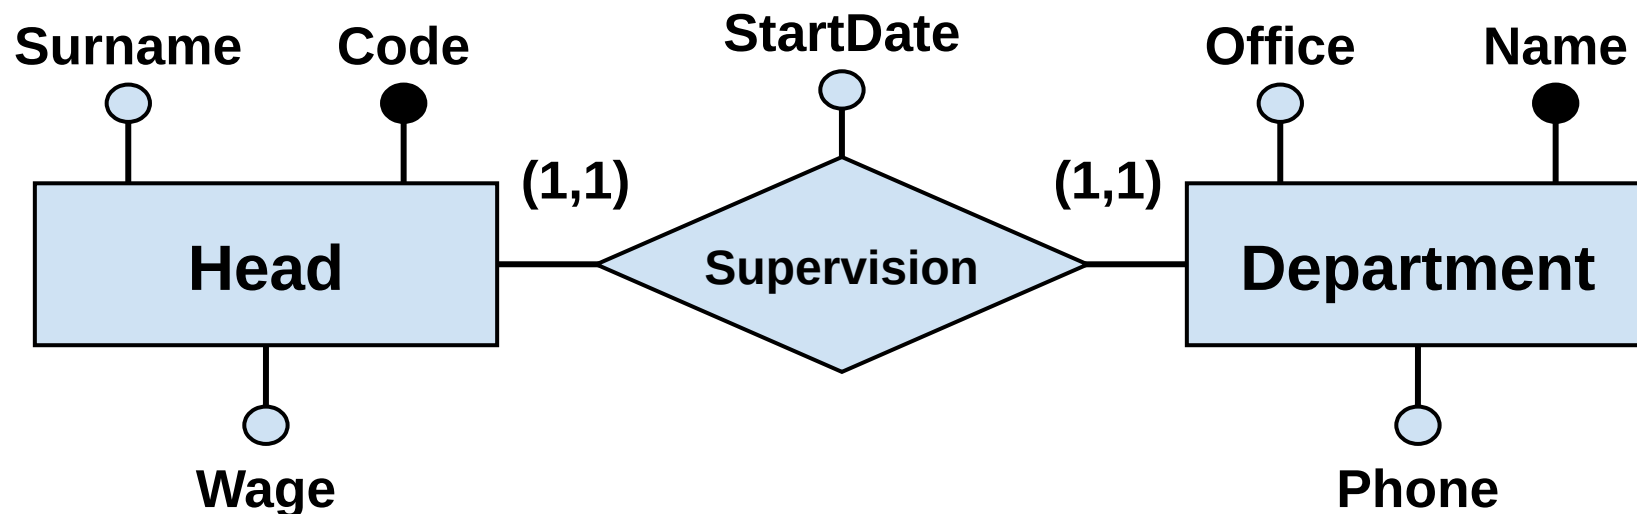 Surname
Code
StartDate
Office
Name
(1,1)
(1,1)
Head
Supervision
Department
Wage
Phone